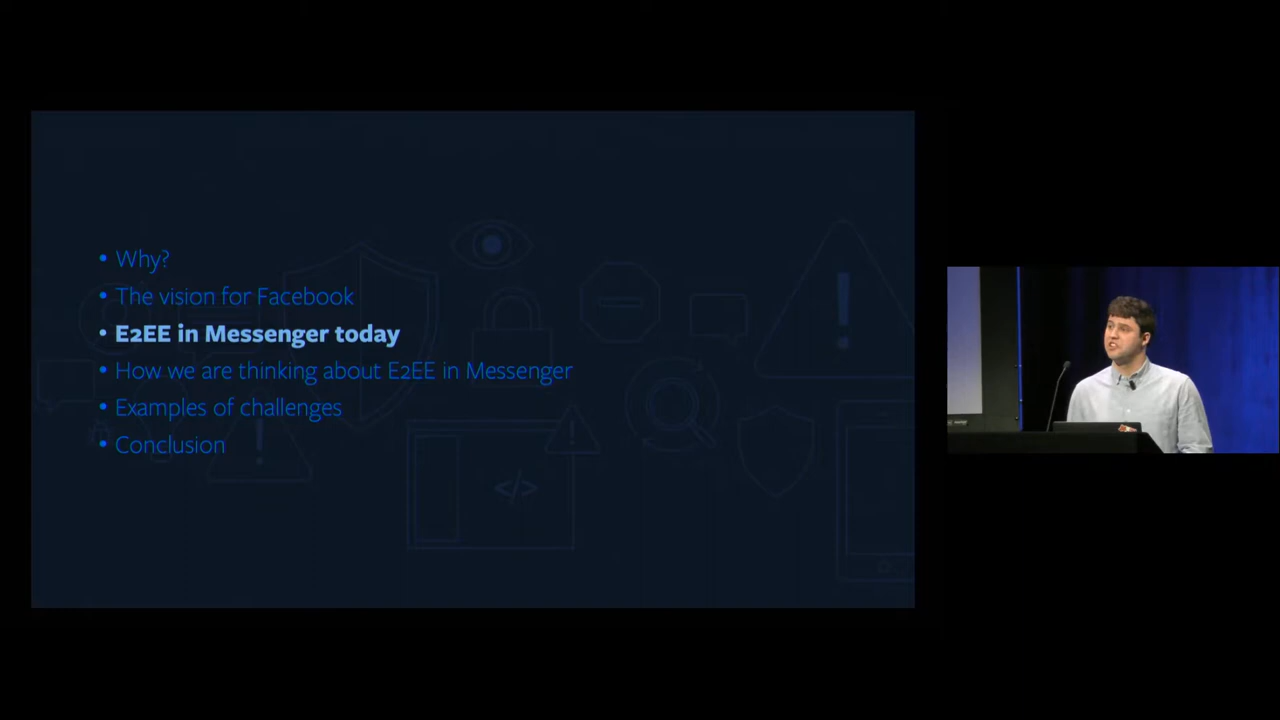 • Why?
• The vision for Facebook
• E2EE in Messenger today
• How we are thinking about E2EE in Messenger
• Examples of challenges
• Conclusion